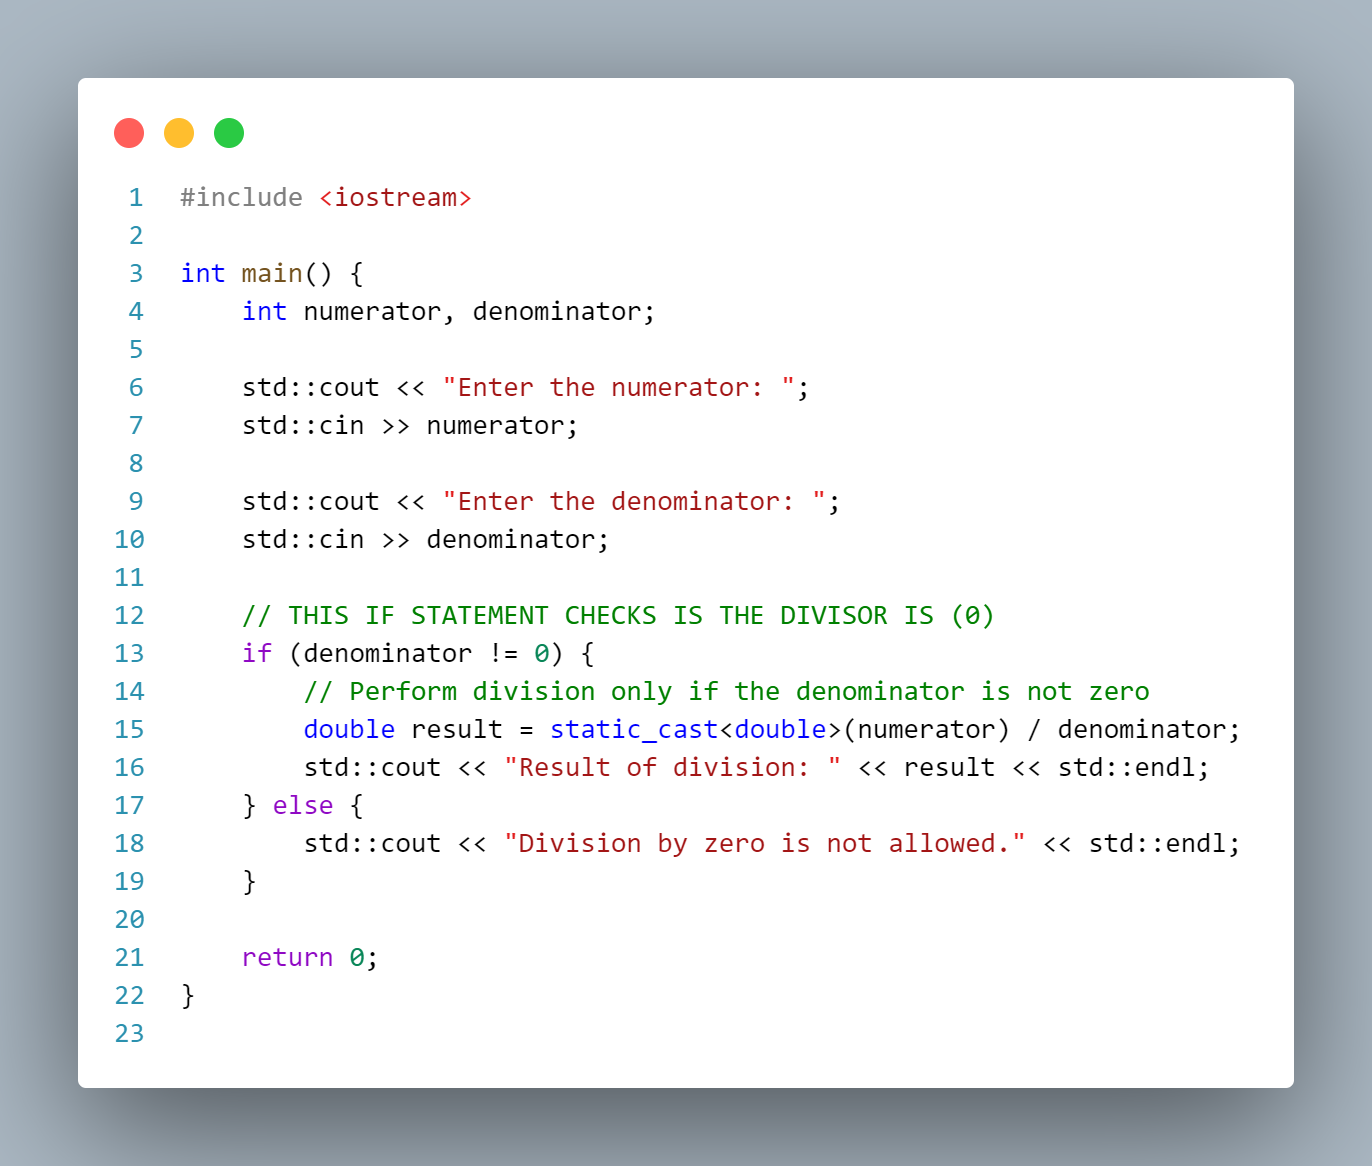 1 #include <iostream>
2
3 int main() {
4     int numerator, denominator;
5
6     std::cout << "Enter the numerator: ";
7     std::cin >> numerator;
8
9     std::cout << "Enter the denominator: ";
10     std::cin >> denominator;
11
12     // THIS IF STATEMENT CHECKS IS THE DIVISOR IS (0)
13     if (denominator != 0) {
14         // Perform division only if the denominator is not zero
15         double result = static_cast<double>(numerator) / denominator;
16         std::cout << "Result of division: " << result << std::endl;
17     } else {
18         std::cout << "Division by zero is not allowed." << std::endl;
19     }
20
21     return 0;
22 }
23